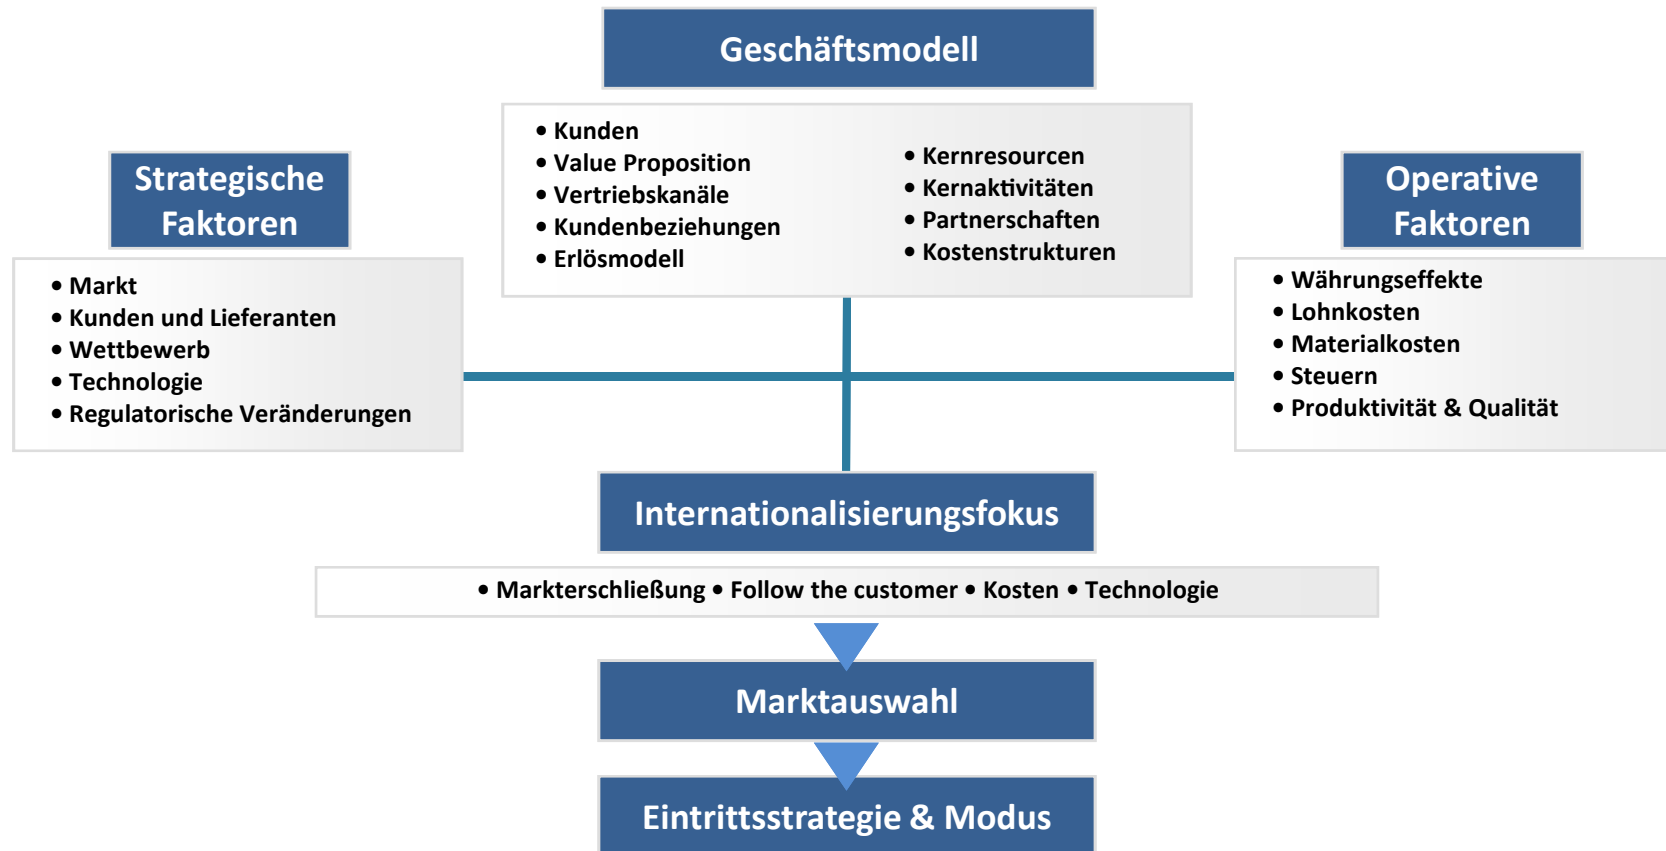 Geschäftsmodell
• Kunden
• Value Proposition
• Vertriebskanäle
• Kundenbeziehungen
• Erlösmodell
• Kernresourcen
• Kernaktivitäten
• Partnerschaften
• Kostenstrukturen
Strategische
Faktoren
• Markt
• Kunden und Lieferanten
• Wettbewerb
• Technologie
• Regulatorische Veränderungen
Operative
Faktoren
• Währungseffekte
• Lohnkosten
• Materialkosten
• Steuern
• Produktivität & Qualität
Internationalisierungsfokus
• Markterschließung • Follow the customer • Kosten • Technologie
Marktauswahl
Eintrittsstrategie & Modus